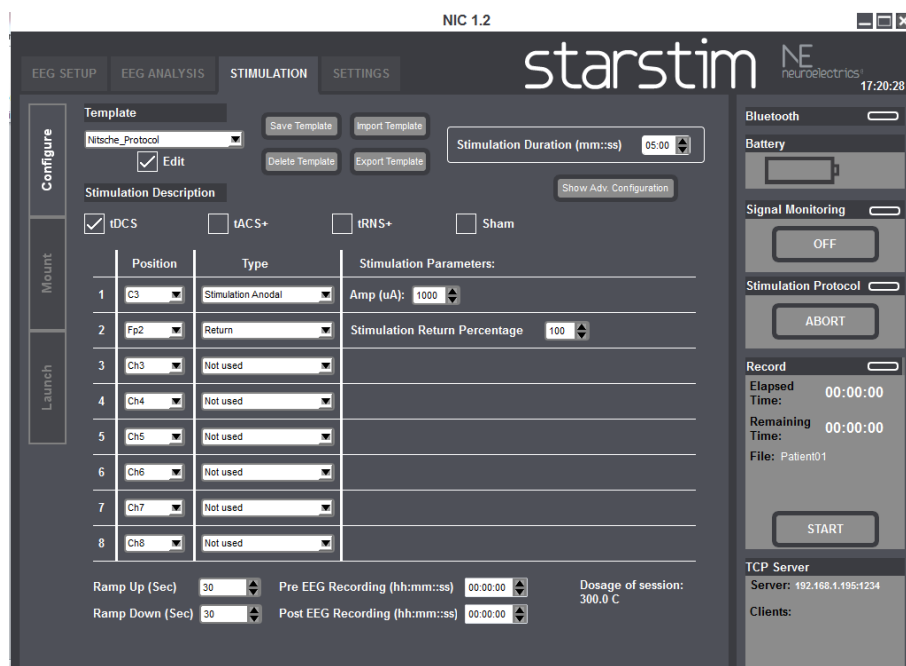 NIC 1.2
starstim
NE
neuroelectrics
17:20:28
EEG SETUP
EEG ANALYSIS
STIMULATION
SETTINGS
Configure
Mount
Launch
Template
Nitsche_Protocol
Edit
Save Template
Import Template
Delete Template
Export Template
Stimulation Duration (mm::ss) 05:00
Show Adv. Configuration
Stimulation Description
tDCS
tACS+
tRNS+
Sham
Position Type Stimulation Parameters:
1 C3 Stimulation Anodal Amp (uA): 1000
2 Fp2 Return Stimulation Return Percentage 100
3 Ch3 Not used
4 Ch4 Not used
5 Ch5 Not used
6 Ch6 Not used
7 Ch7 Not used
8 Ch8 Not used
Ramp Up (Sec) 30 Pre EEG Recording (hh:mm::ss) 00:00:00
Ramp Down (Sec) 30 Post EEG Recording (hh:mm::ss) 00:00:00
Dosage of session:
300.0 C
Bluetooth
Battery
Signal Monitoring
OFF
Stimulation Protocol
ABORT
Record
Elapsed
Time: 00:00:00
Remaining
Time: 00:00:00
File: Patient01
START
TCP Server
Server: 192.168.1.195:1234
Clients: